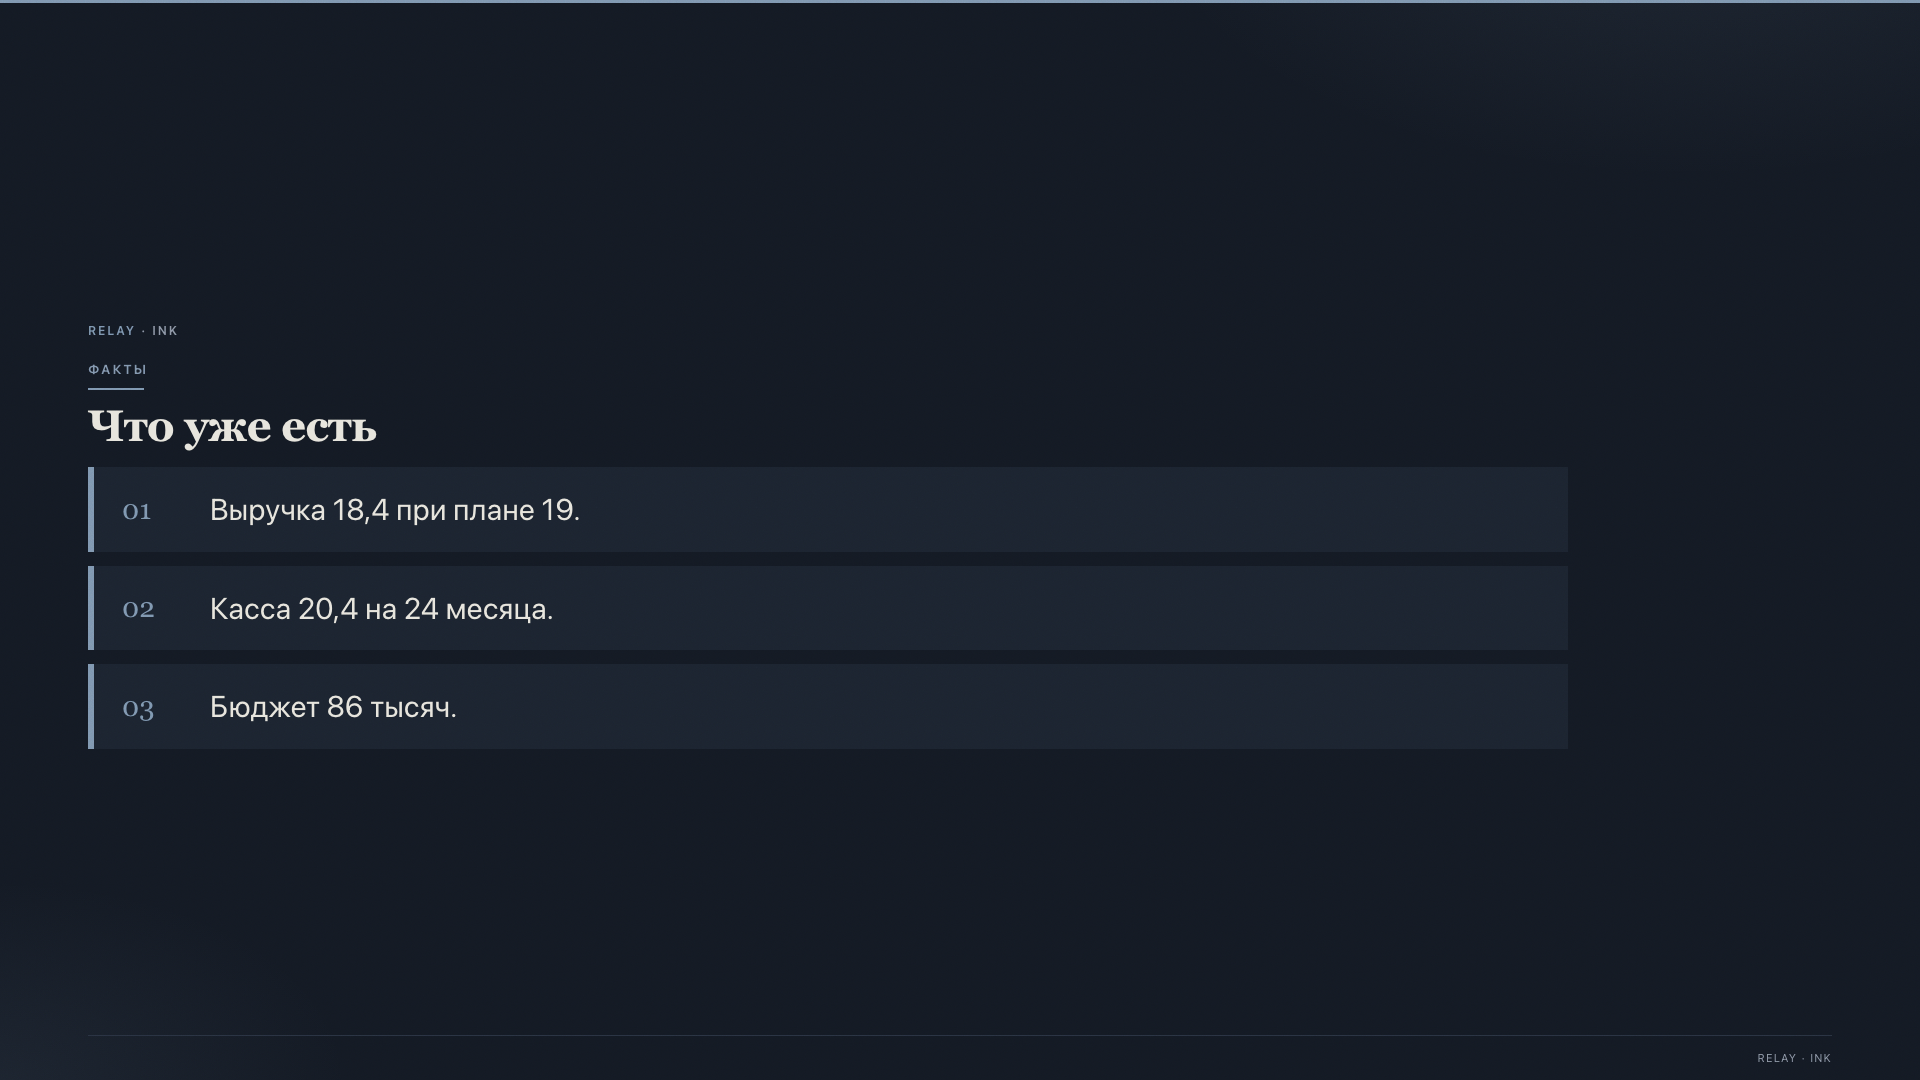 RELAY · INK
ФАКТЫ
Что уже есть
01 Выручка 18,4 при плане 19.
02 Касса 20,4 на 24 месяца.
03 Бюджет 86 тысяч.
RELAY · INK